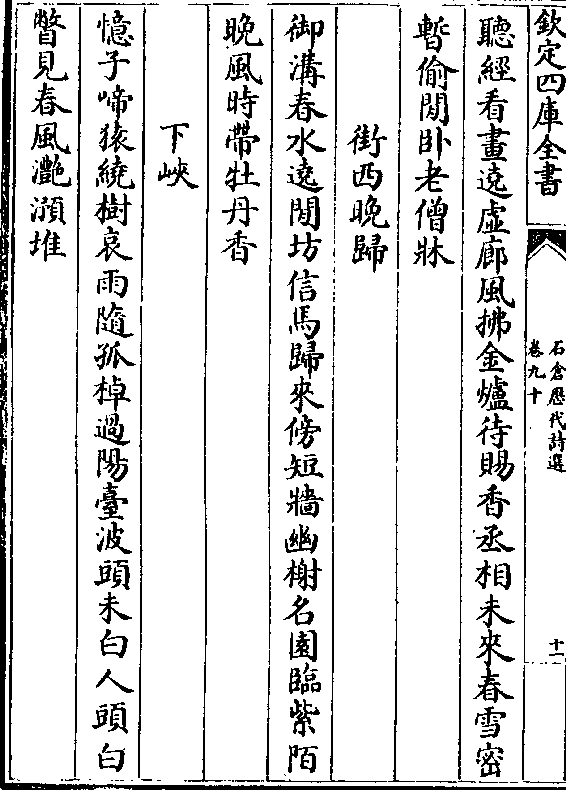 欽定四庫全書
石倉歷代詩選
卷九十
十一
聽經看畫遶虛廊風拂金爐待賜香丞相未來春雪密
暫偷閒卧老僧牀
街西晚歸
御溝春水遶閒坊信馬歸來傍短牆幽榭名園臨紫陌
晚風時帶牡丹香
下峽
憶子啼猿繞樹哀雨隨孤棹過陽臺波頭未白人頭白
瞥見春風灔澦堆